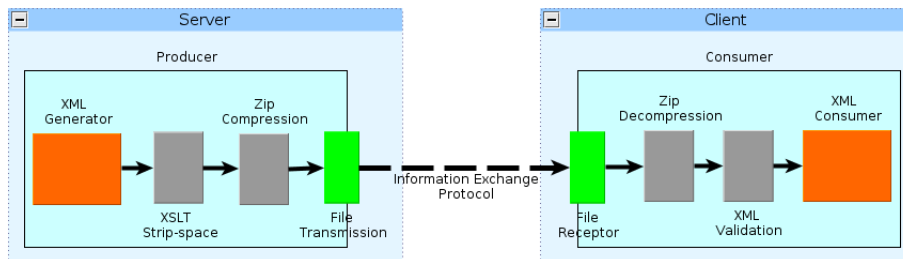 Server
Client
Producer
Consumer
XML
Generator
Zip
Compression
Zip
Decompression
XML
Consumer
Information Exchange
Protocol
XSLT
Strip-space
File
Transmission
File
Receptor
XML
Validation